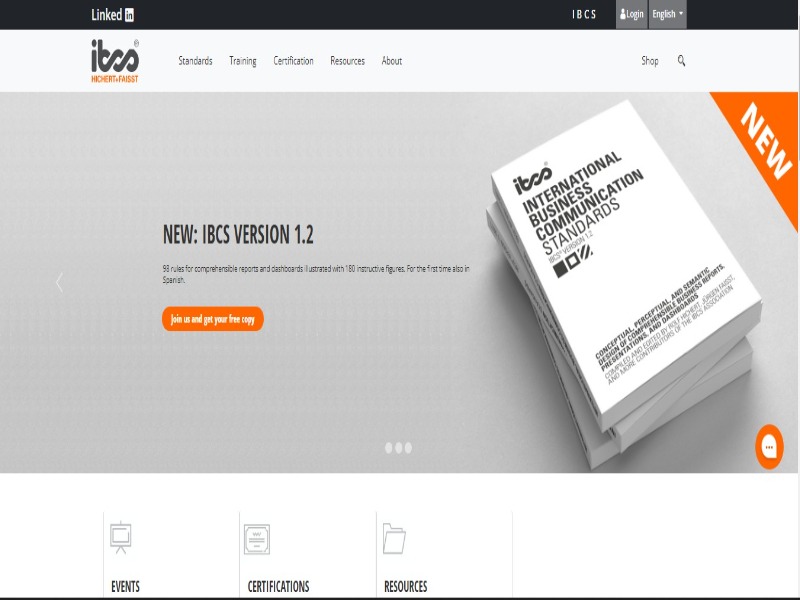 Linked in
IBCS
Login
English
ibcs®
HICHERT+FAISST
Standards
Training
Certification
Resources
About
Shop
NEW
NEW: IBCS VERSION 1.2
98 rules for comprehensible reports and dashboards illustrated with 180 instructive figures. For the first time also in
Spanish.
Join us and get your free copy
ibcs®
INTERNATIONAL
BUSINESS
COMMUNICATION
STANDARDS
IBCS® VERSION 1.2
CONCEPTUAL, PERCEPTUAL, AND SEMANTIC
DESIGN OF COMPREHENSIBLE BUSINESS REPORTS,
PRESENTATIONS, AND DASHBOARDS
COMPILED AND EDITED BY ROLF HICHERT, JÜRGEN FAISST,
AND MORE CONTRIBUTORS OF THE IBCS ASSOCIATION
EVENTS
CERTIFICATIONS
RESOURCES